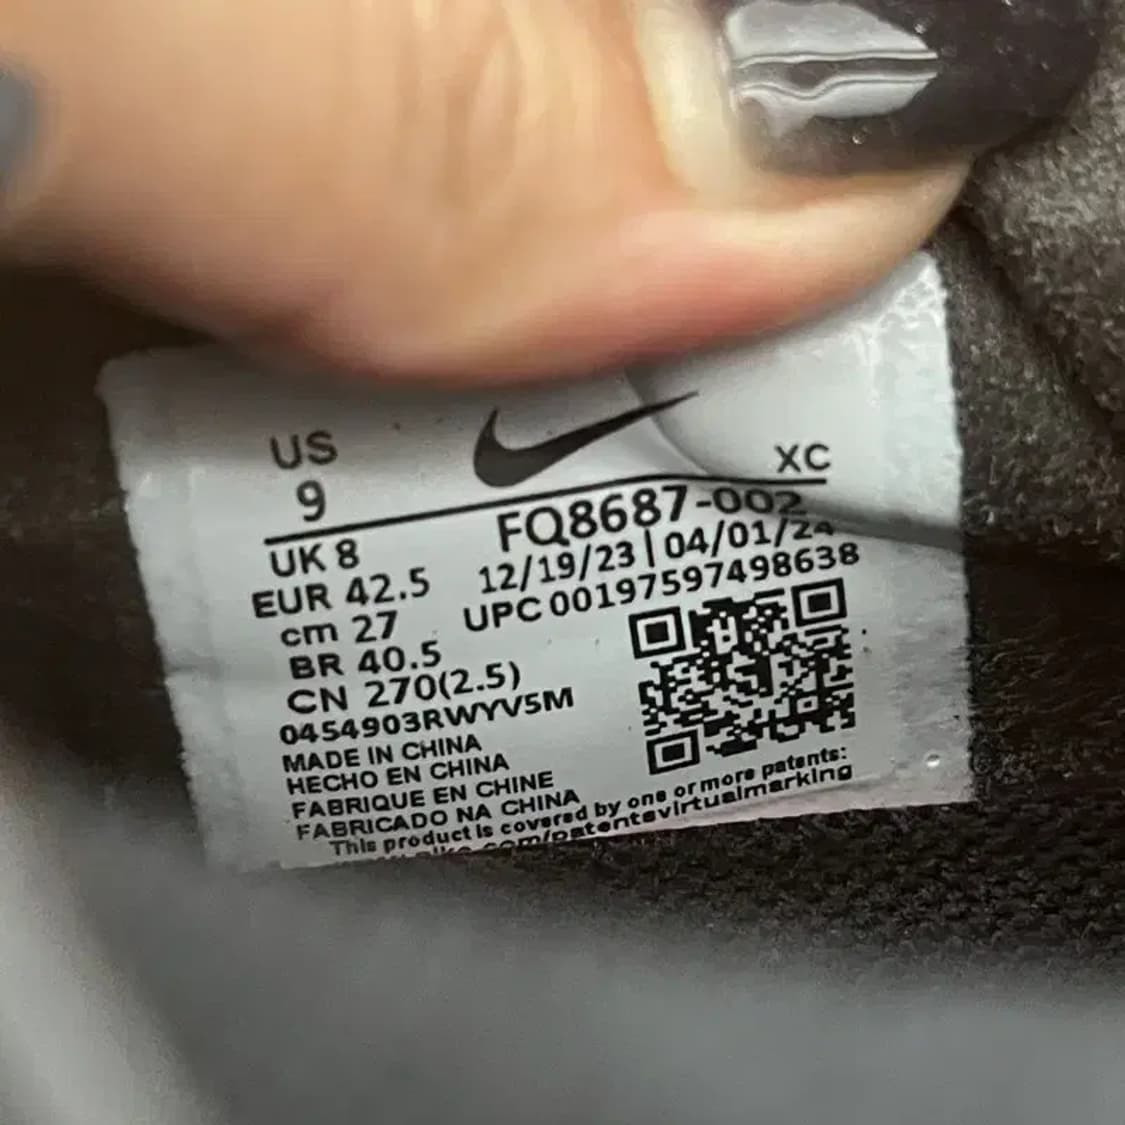 US
9
XC
FQ8687-002
UK 8
12/19/23 | 04/01/24
EUR 42.5
UPC 00197597498638
cm 27
BR 40.5
CN 270(2.5)
0454903RWYV5M
MADE IN CHINA
HECHO EN CHINA
FABRIQUE EN CHINE
FABRICADO NA CHINA
This product is covered by one or more patents:
.com/patentsvirtualmarking